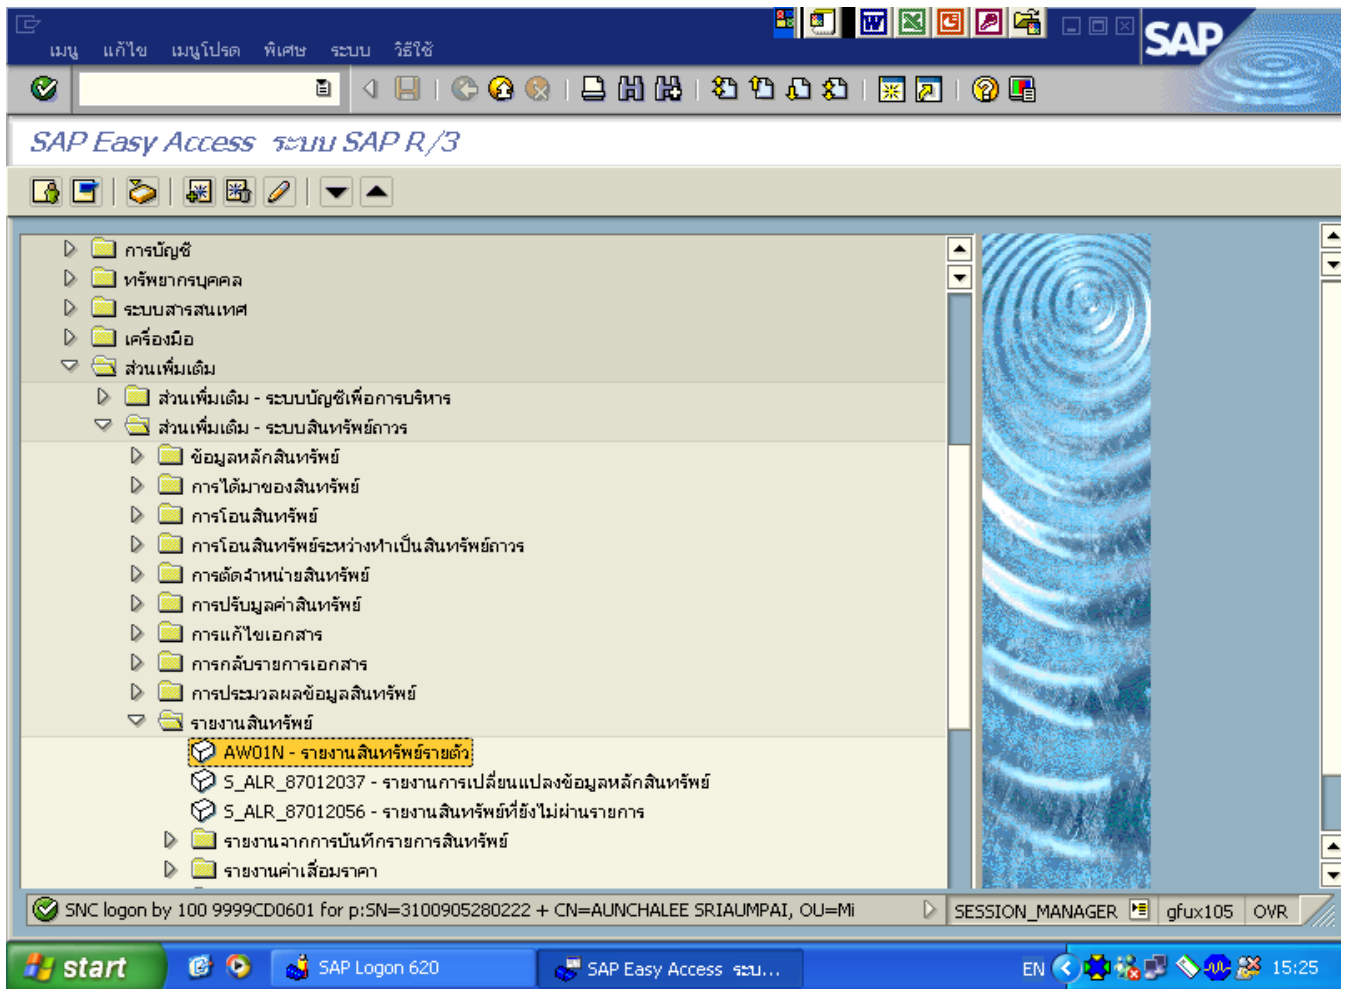 เมนู แก้ไข เมนูโปรด พิเศษ ระบบ วิธีใช้
SAP
SAP Easy Access ระบบ SAP R/3
การบัญชี
ทรัพยากรบุคคล
ระบบสารสนเทศ
เครื่องมือ
ส่วนเพิ่มเติม
ส่วนเพิ่มเติม - ระบบบัญชีเพื่อการบริหาร
ส่วนเพิ่มเติม - ระบบสินทรัพย์ถาวร
ข้อมูลหลักสินทรัพย์
การได้มาของสินทรัพย์
การโอนสินทรัพย์
การโอนสินทรัพย์ระหว่างทำเป็นสินทรัพย์ถาวร
การตัดจำหน่ายสินทรัพย์
การปรับมูลค่าสินทรัพย์
การแก้ไขเอกสาร
การกลับรายการเอกสาร
การประมวลผลข้อมูลสินทรัพย์
รายงานสินทรัพย์
AW01N - รายงานสินทรัพย์รายตัว
S_ALR_87012037 - รายงานการเปลี่ยนแปลงข้อมูลหลักสินทรัพย์
S_ALR_87012056 - รายงานสินทรัพย์ที่ยังไม่ผ่านรายการ
รายงานจากการบันทึกรายการสินทรัพย์
รายงานค่าเสื่อมราคา
SNC logon by 100 9999CD0601 for p:SN=3100905280222 + CN=AUNCHALEE SRIAUMPAI, OU=Mi SESSION_MANAGER gfux105 OVR
start SAP Logon 620 SAP Easy Access ระบ... EN 15:25